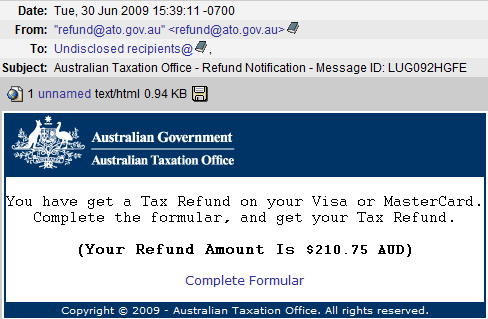 Date: Tue, 30 Jun 2009 15:39:11 -0700
From: "refund@ato.gov.au" <refund@ato.gov.au>
To: Undisclosed recipients@ ,
Subject: Australian Taxation Office - Refund Notification - Message ID: LUG092HGFE
1 unnamed text/html 0.94 KB
Australian Government
Australian Taxation Office
You have get a Tax Refund on your Visa or MasterCard.
Complete the formular, and get your Tax Refund.
(Your Refund Amount Is $210.75 AUD)
Complete Formular
Copyright © 2009 - Australian Taxation Office. All rights reserved.